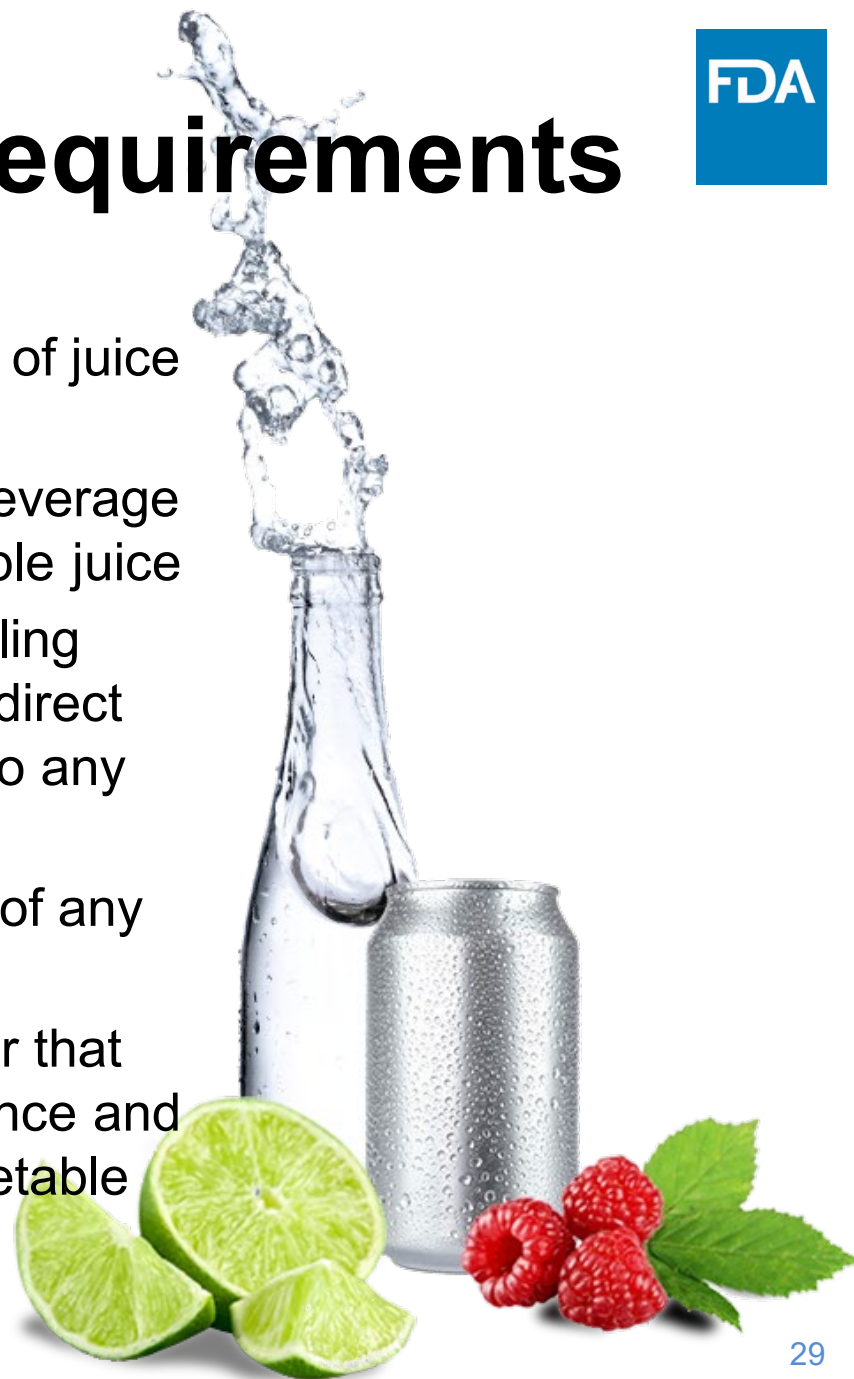 FDA
equirements
of juice
everage
ble juice
ling
direct
o any
of any
r that
nce and
etable
29